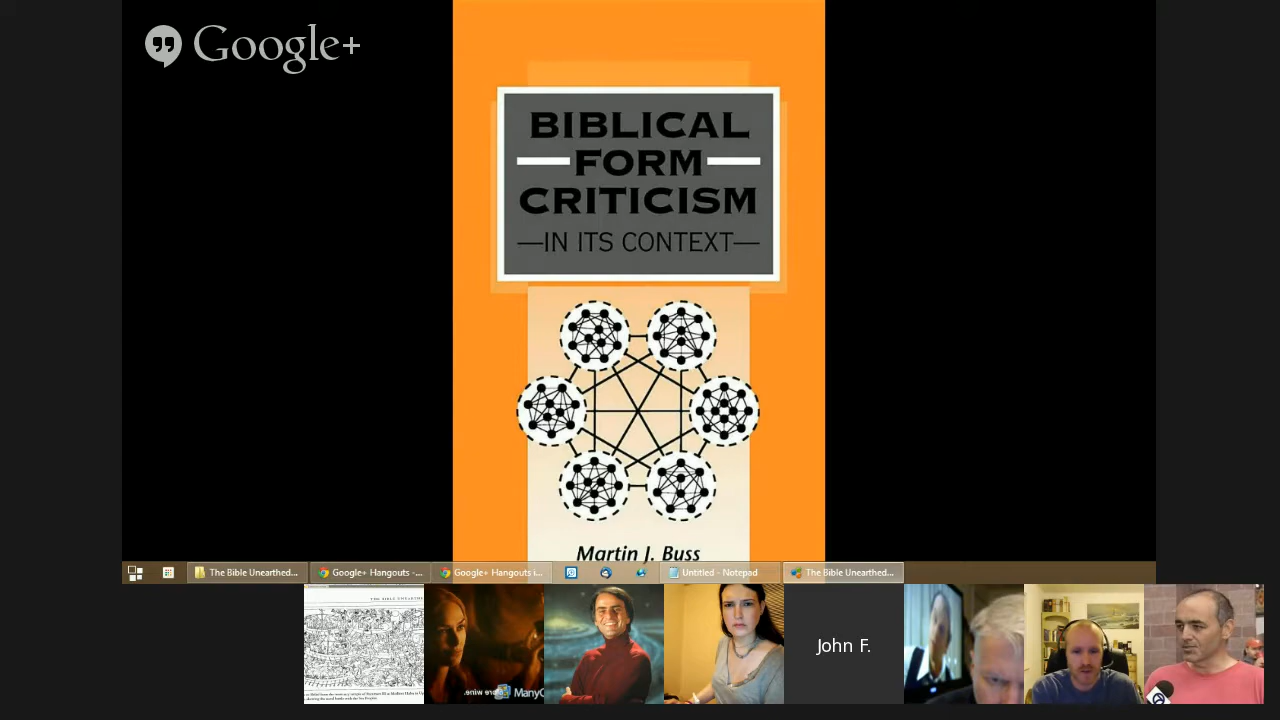 Google+
BIBLICAL
FORM
CRITICISM
—IN ITS CONTEXT—
Martin J. Buss
The Bible Unearthed...
Google+ Hangouts -...
Google+ Hangouts i...
Untitled - Notepad
The Bible Unearthed...
John F.
ManyC